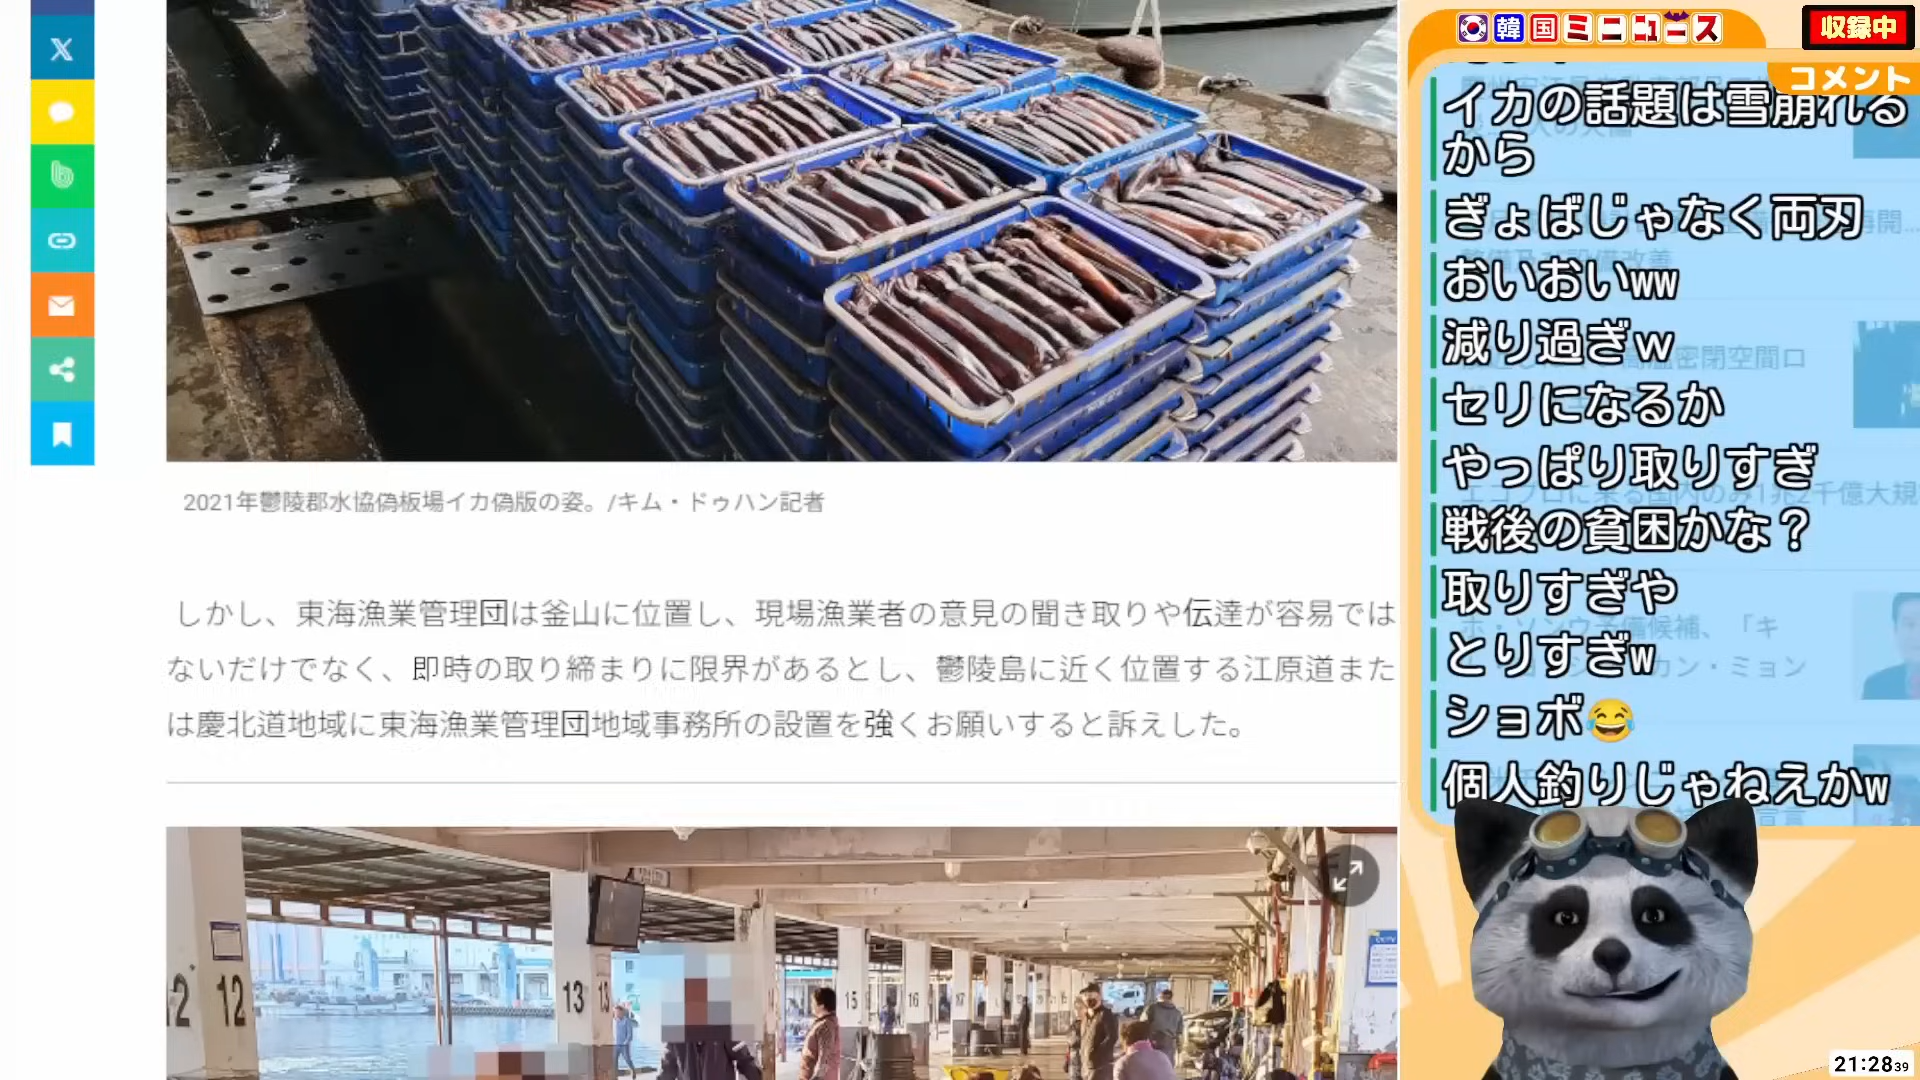 韓国ミニニュース
収録中
コメント
イカの話題は雪崩れる
から
ぎょばじゃなく両刃
おいおいww
減り過ぎw
セリになるか
やっぱり取りすぎ
戦後の貧困かな？
取りすぎや
とりすぎw
ショボ😂
個人釣りじゃねえかw
2021年鬱陵郡水協偽板場イカ偽版の姿。/キム・ドゥハン記者
しかし、東海漁業管理団は釜山に位置し、現場漁業者の意見の聞き取りや伝達が容易では
ないだけでなく、即時の取り締まりに限界があるとし、鬱陵島に近く位置する江原道また
は慶北道地域に東海漁業管理団地域事務所の設置を強くお願いすると訴えした。
12
13
15
16
21:28 39